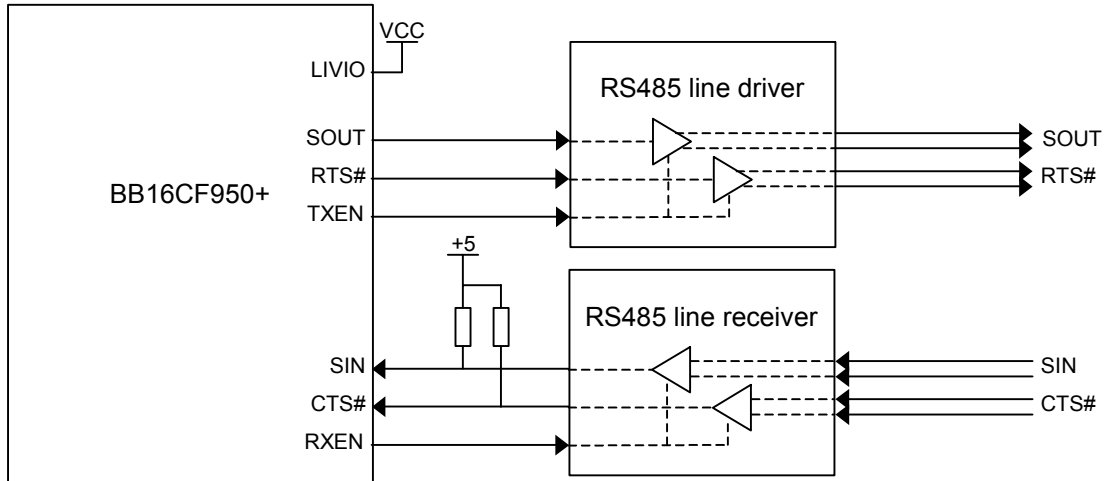 VCC
LIVIO
RS485 line driver
SOUT
SOUT
RTS#
RTS#
BB16CF950+
TXEN
+5
RS485 line receiver
SIN
SIN
CTS#
CTS#
RXEN